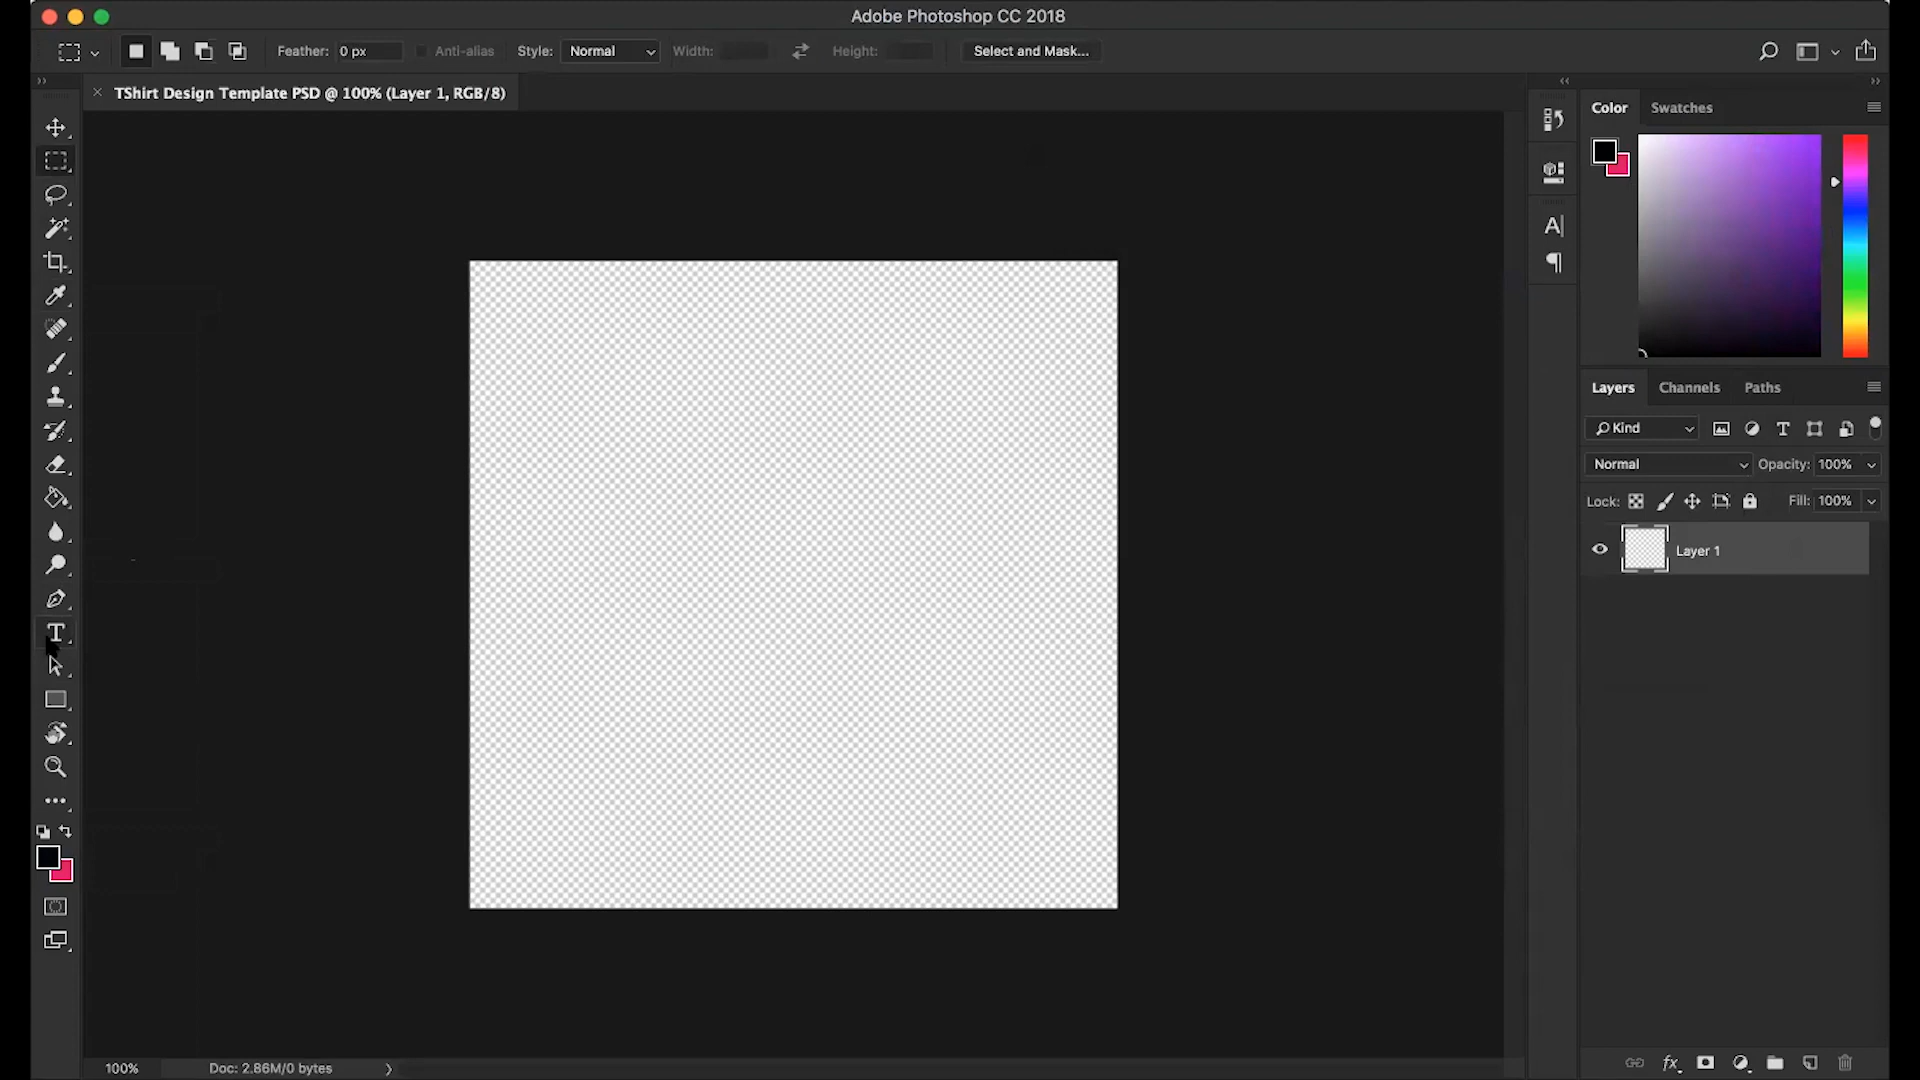 Adobe Photoshop CC 2018
Feather: 0 px Anti-alias Style: Normal Width: Height: Select and Mask...
TShirt Design Template PSD @ 100% (Layer 1, RGB/8)
Color Swatches
Layers Channels Paths
Kind
Normal Opacity: 100%
Lock: Fill: 100%
Layer 1
100% Doc: 2.86M/0 bytes